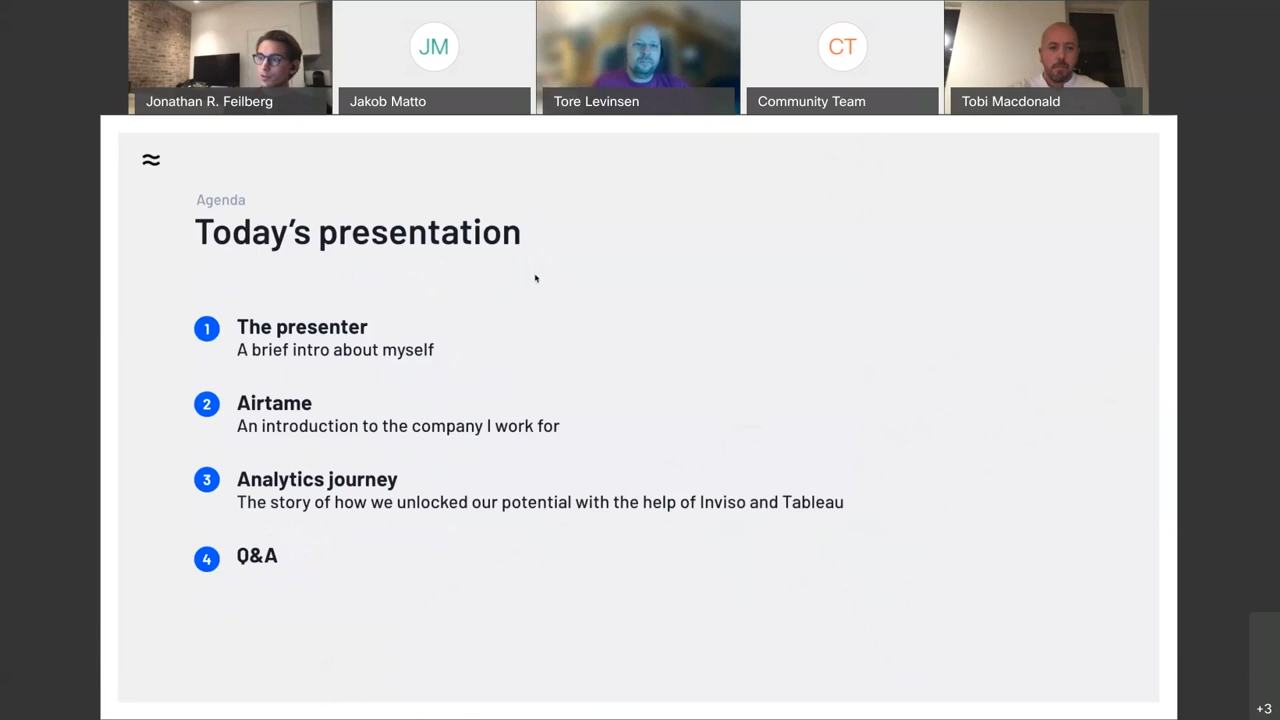 JM
CT
Jonathan R. Feilberg
Jakob Matto
Tore Levinsen
Community Team
Tobi Macdonald
Agenda
Today's presentation
1 The presenter
A brief intro about myself
2 Airtame
An introduction to the company I work for
3 Analytics journey
The story of how we unlocked our potential with the help of Inviso and Tableau
4 Q&A
+3